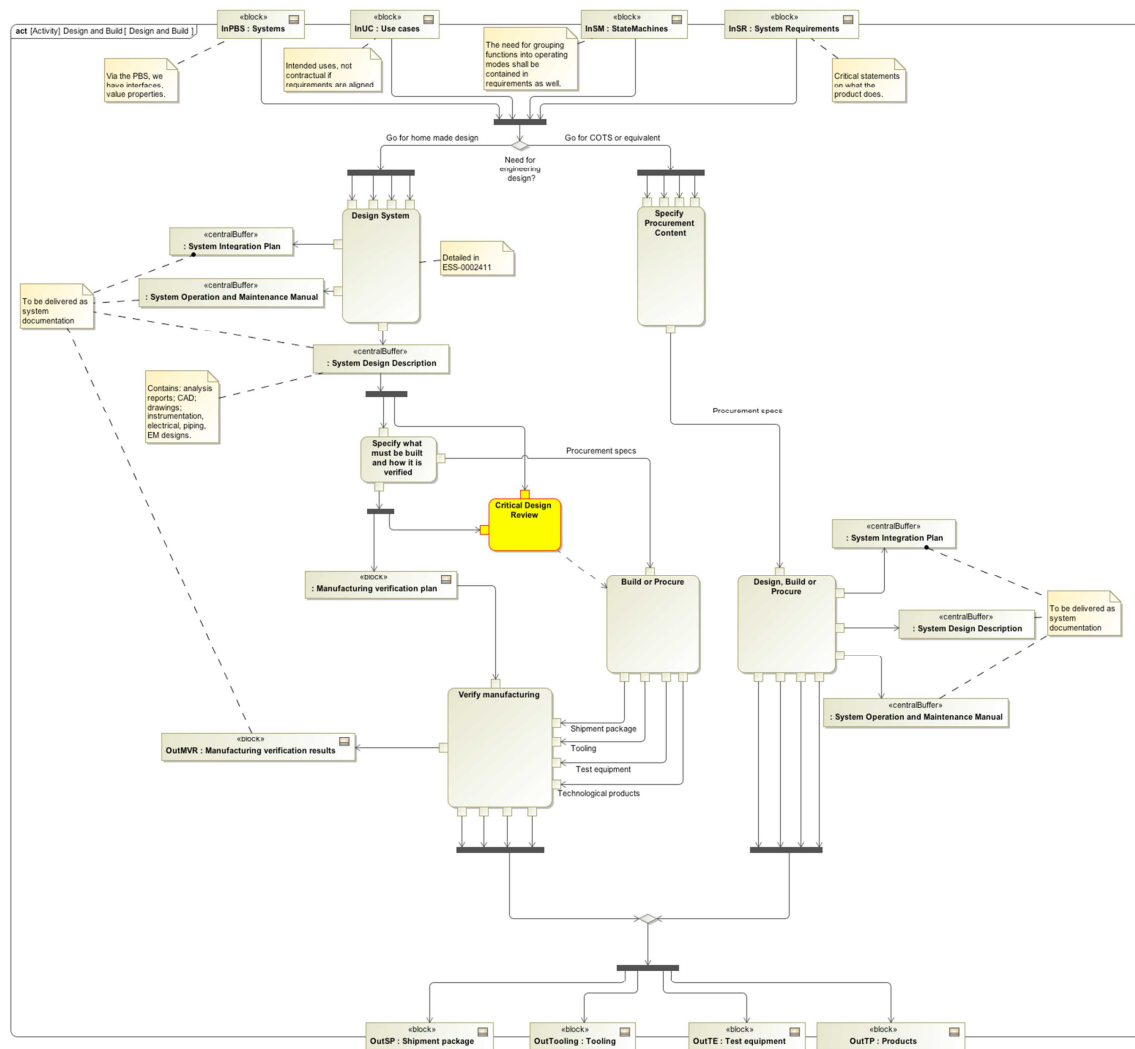 act [Activity] Design and Build [ Design and Build ]
«block»
InPBS : Systems
«block»
InUC : Use cases
«block»
InSM : StateMachines
«block»
InSR : System Requirements
Via the PBS, we
have interfaces,
value properties.
Intended uses, not
contractual if
requirements are aligned
The need for grouping
functions into operating
modes shall be
contained in
requirements as well.
Critical statements
on what the
product does.
Go for home made design
Go for COTS or equivalent
Need for
engineering
design?
Design System
Specify
Procurement
Content
«centralBuffer»
: System Integration Plan
Detailed in
ESS-0002411
«centralBuffer»
: System Operation and Maintenance Manual
To be delivered as
system
documentation
«centralBuffer»
: System Design Description
Contains: analysis
reports; CAD;
drawings;
instrumentation,
electrical, piping,
EM designs.
Procurement specs
Specify what
must be built
and how it is
verified
Procurement specs
Critical Design
Review
«centralBuffer»
: System Integration Plan
«block»
: Manufacturing verification plan
Build or Procure
Design, Build or
Procure
To be delivered as
system
documentation
«centralBuffer»
: System Design Description
Verify manufacturing
«centralBuffer»
: System Operation and Maintenance Manual
Shipment package
«block»
OutMVR : Manufacturing verification results
Tooling
Test equipment
Technological products
«block»
OutSP : Shipment package
«block»
OutTooling : Tooling
«block»
OutTE : Test equipment
«block»
OutTP : Products